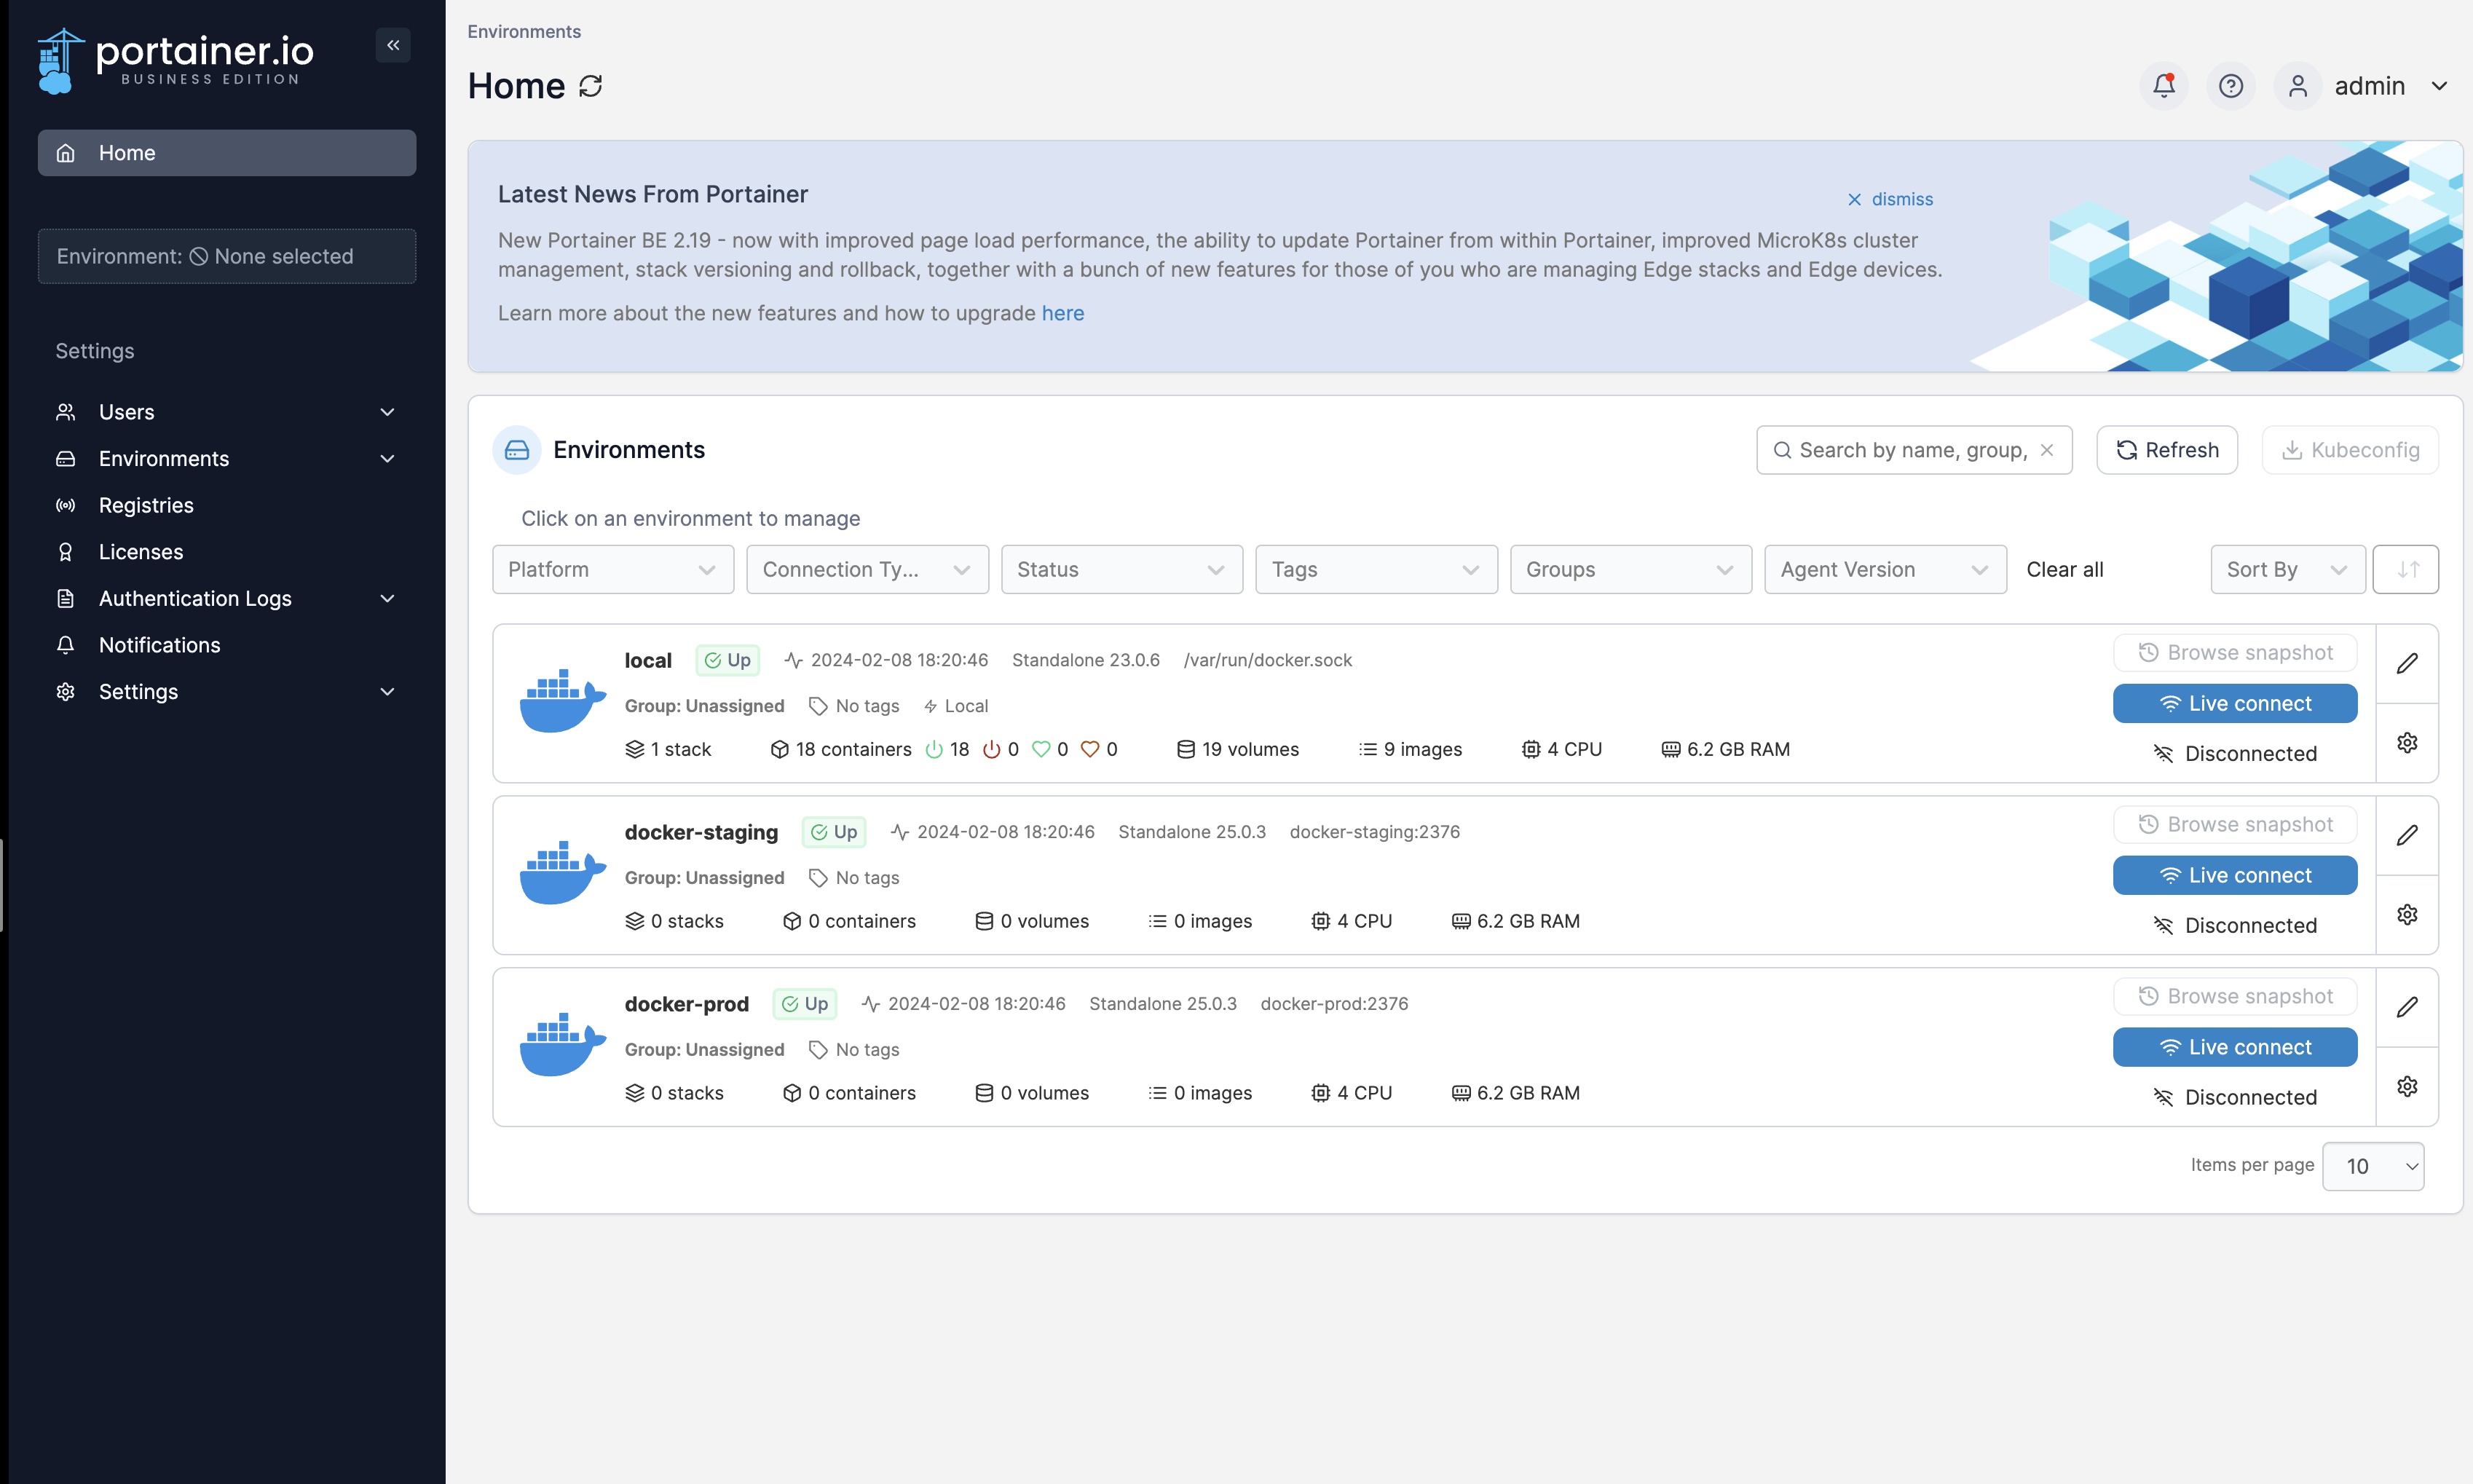 portainer.io
BUSINESS EDITION
Home
Environment: None selected
Settings
Users
Environments
Registries
Licenses
Authentication Logs
Notifications
Settings
Environments
Home
admin
Latest News From Portainer
dismiss
New Portainer BE 2.19 - now with improved page load performance, the ability to update Portainer from within Portainer, improved MicroK8s cluster
management, stack versioning and rollback, together with a bunch of new features for those of you who are managing Edge stacks and Edge devices.
Learn more about the new features and how to upgrade here
Environments
Search by name, group,
Refresh
Kubeconfig
Click on an environment to manage
Platform
Connection Ty...
Status
Tags
Groups
Agent Version
Clear all
Sort By
local Up 2024-02-08 18:20:46 Standalone 23.0.6 /var/run/docker.sock
Group: Unassigned No tags Local
1 stack 18 containers 18 0 0 0 19 volumes 9 images 4 CPU 6.2 GB RAM
Browse snapshot
Live connect
Disconnected
docker-staging Up 2024-02-08 18:20:46 Standalone 25.0.3 docker-staging:2376
Group: Unassigned No tags
0 stacks 0 containers 0 volumes 0 images 4 CPU 6.2 GB RAM
Browse snapshot
Live connect
Disconnected
docker-prod Up 2024-02-08 18:20:46 Standalone 25.0.3 docker-prod:2376
Group: Unassigned No tags
0 stacks 0 containers 0 volumes 0 images 4 CPU 6.2 GB RAM
Browse snapshot
Live connect
Disconnected
Items per page 10